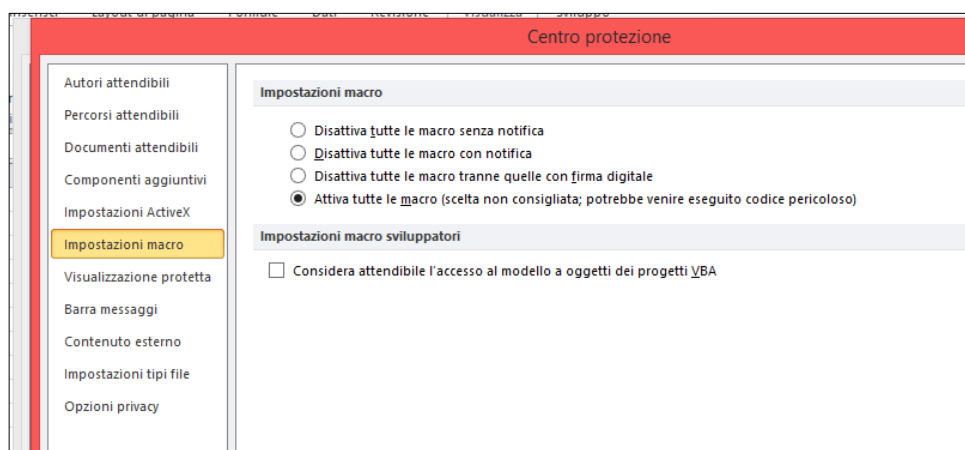 Centro protezione
Autori attendibili
Percorsi attendibili
Documenti attendibili
Componenti aggiuntivi
Impostazioni ActiveX
Impostazioni macro
Visualizzazione protetta
Barra messaggi
Contenuto esterno
Impostazioni tipi file
Opzioni privacy
Impostazioni macro
Disattiva tutte le macro senza notifica
Disattiva tutte le macro con notifica
Disattiva tutte le macro tranne quelle con firma digitale
Attiva tutte le macro (scelta non consigliata; potrebbe venire eseguito codice pericoloso)
Impostazioni macro sviluppatori
Considera attendibile l'accesso al modello a oggetti dei progetti VBA